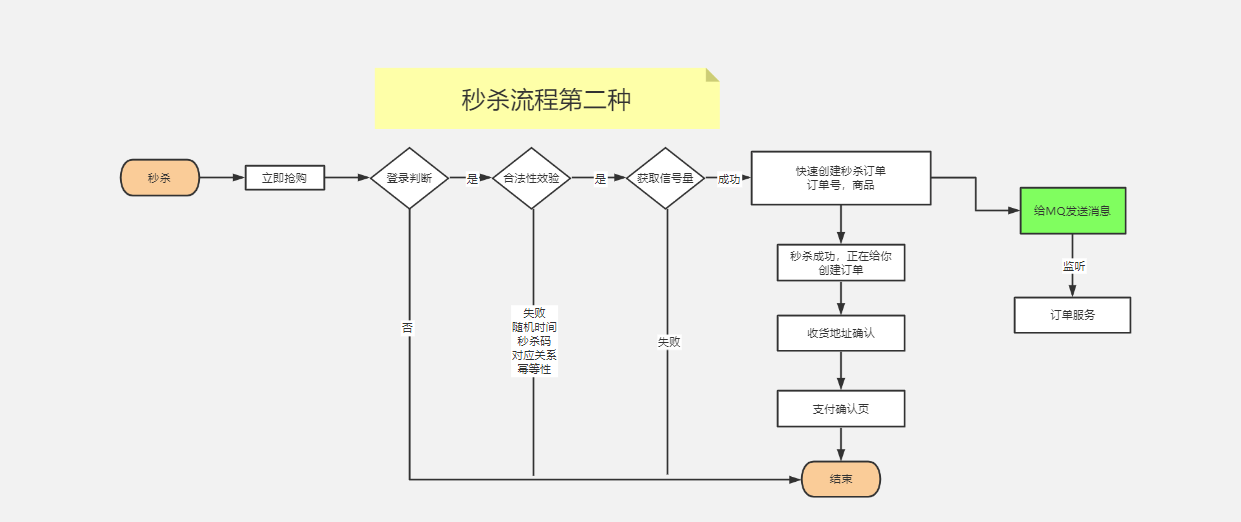 秒杀流程第二种
秒杀
立即抢购
登录判断
是
合法性效验
是
获取信号量
成功
快速创建秒杀订单
订单号，商品
给MQ发送消息
监听
订单服务
秒杀成功，正在给你
创建订单
收货地址确认
支付确认页
结束
否
失败
随机时间
秒杀码
对应关系
幂等性
失败